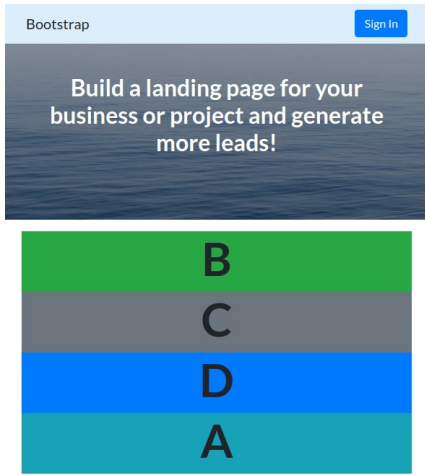 Bootstrap
Sign In
Build a landing page for your
business or project and generate
more leads!
B
C
D
A